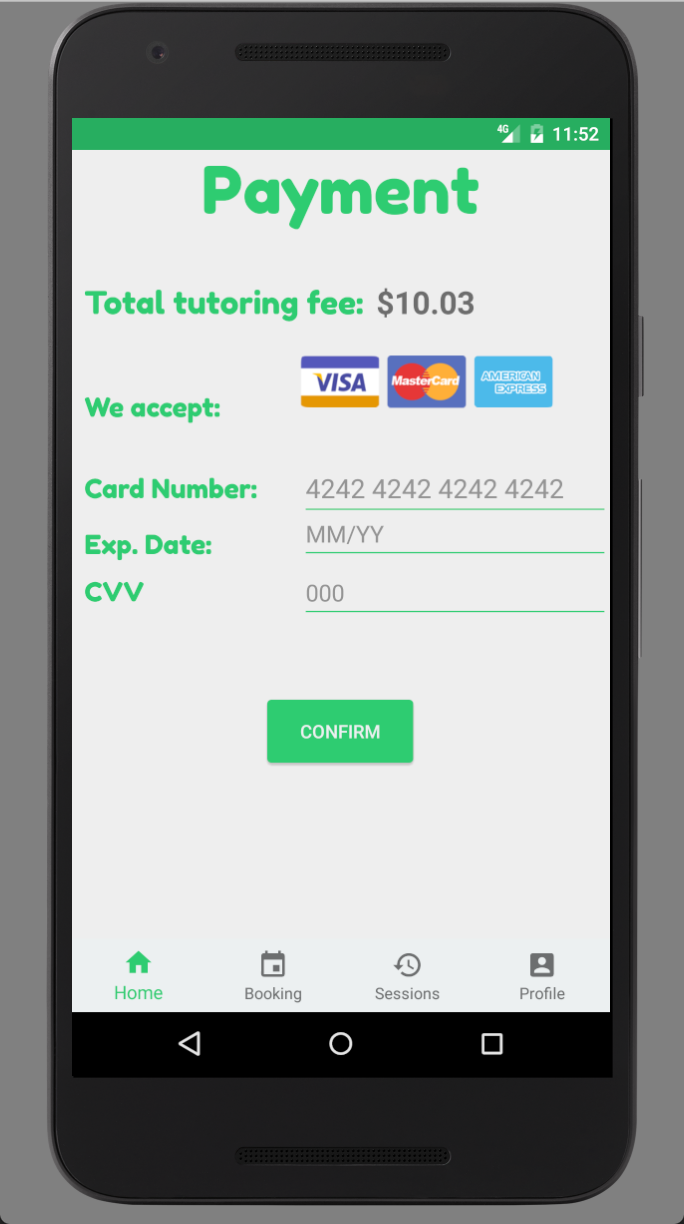 4G 11:52
Payment
Total tutoring fee: $10.03
VISA MasterCard AMERICAN EXPRESS
We accept:
Card Number: 4242 4242 4242 4242
Exp. Date: MM/YY
CVV 000
CONFIRM
Home Booking Sessions Profile